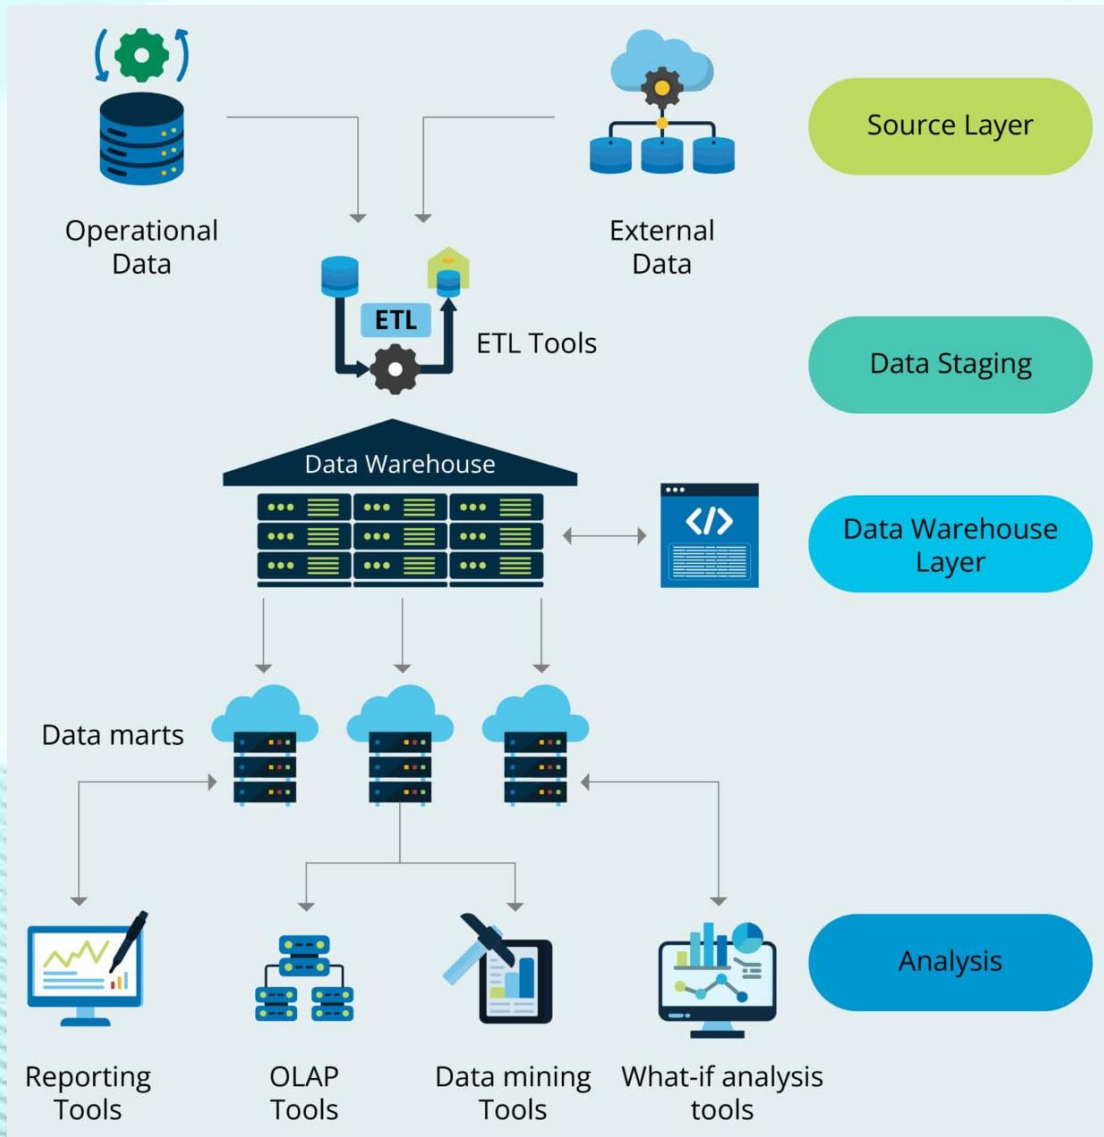 Source Layer
Operational
Data
External
Data
ETL
ETL Tools
Data Staging
Data Warehouse
</>
Data Warehouse
Layer
Data marts
Analysis
Reporting
Tools
OLAP
Tools
Data mining
Tools
What-if analysis
tools